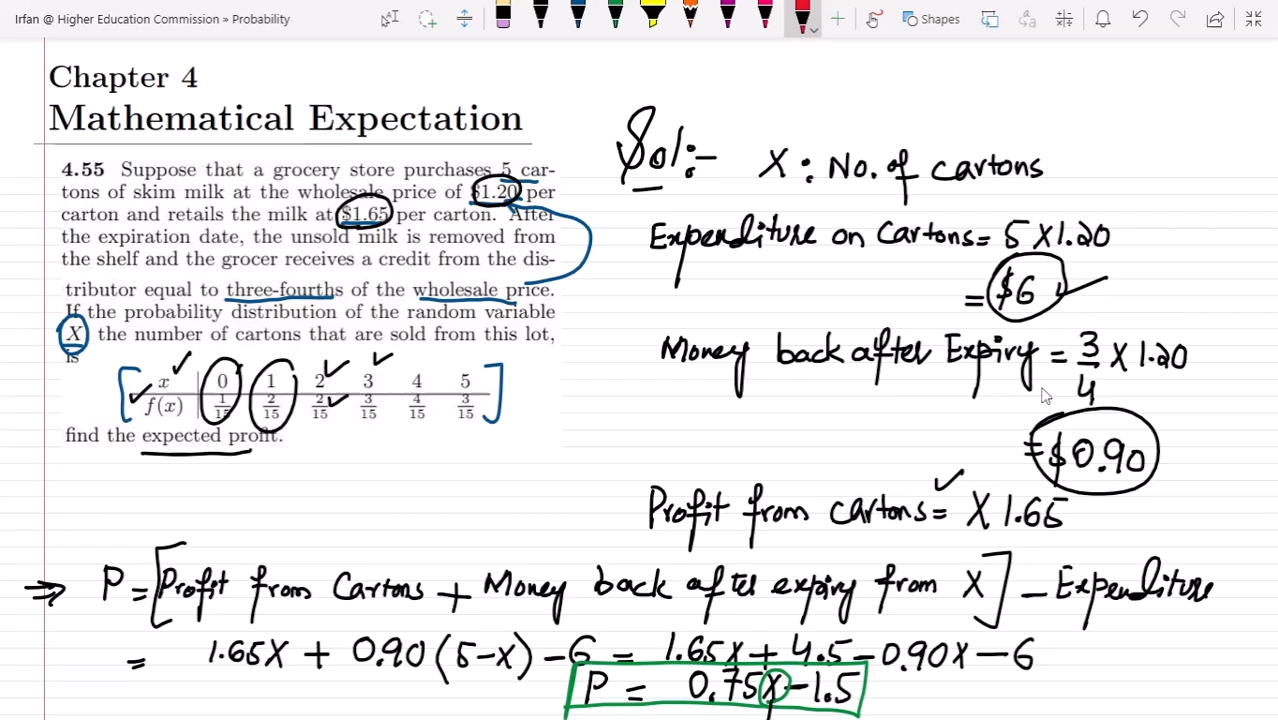 Irfan @ Higher Education Commission » Probability
Shapes
Chapter 4
Mathematical Expectation
4.55 Suppose that a grocery store purchases 5 car-
tons of skim milk at the wholesale price of $1.20 per
carton and retails the milk at $1.65 per carton. After
the expiration date, the unsold milk is removed from
the shelf and the grocer receives a credit from the dis-
tributor equal to three-fourths of the wholesale price.
If the probability distribution of the random variable
X the number of cartons that are sold from this lot,
is
x 0 1 2 3 4 5
f(x) 1/15 2/15 2/15 3/15 4/15 3/15
find the expected profit.
Sol:-
X : No. of cartons
Expenditure on Cartons = 5 X 1.20
= $6
Money back after Expiry = 3/4 X 1.20
= $0.90
Profit from cartons = X 1.65
⇒ P = [Profit from Cartons + Money back after expiry from X] - Expenditure
= 1.65X + 0.90 (5-X) - 6 = 1.65X + 4.5 - 0.90X - 6
P = 0.75X - 1.5